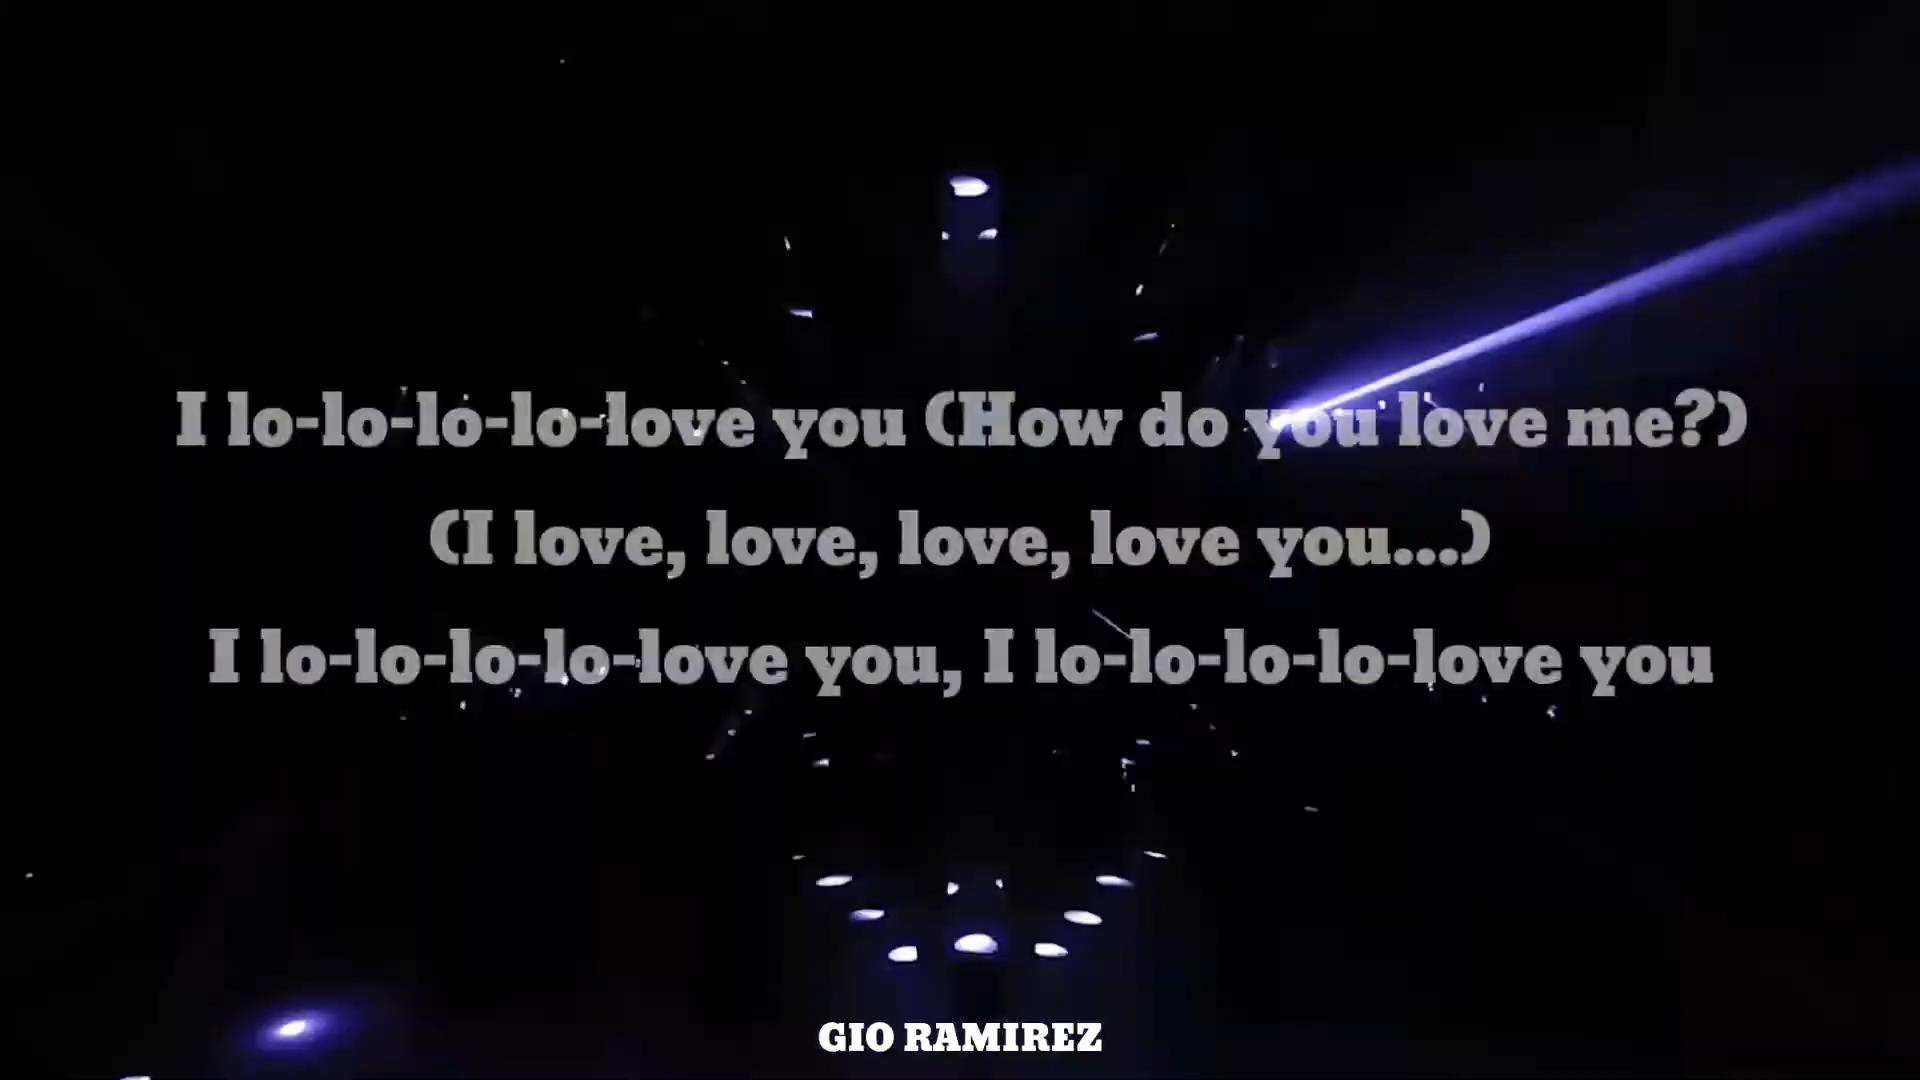 I lo-lo-lo-lo-love you (How do you love me?)
(I love, love, love, love you...)
I lo-lo-lo-lo-love you, I lo-lo-lo-lo-love you
GIO RAMIREZ